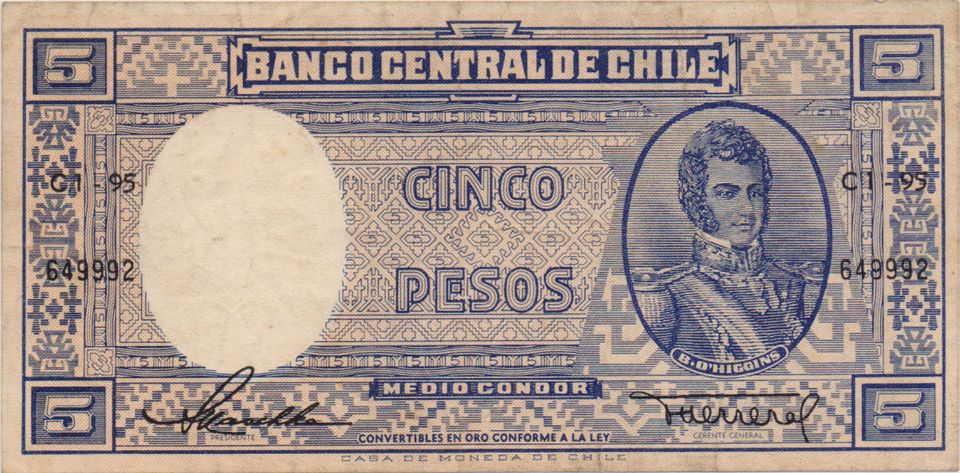 5 BANCO CENTRAL DE CHILE 5
C1 - 95 CINCO C1 - 95
649992 PESOS 649992
B. O'HIGGINS
MEDIO CONDOR
5 5
PRESIDENTE GERENTE GENERAL
CONVERTIBLES EN ORO CONFORME A LA LEY
CASA DE MONEDA DE CHILE